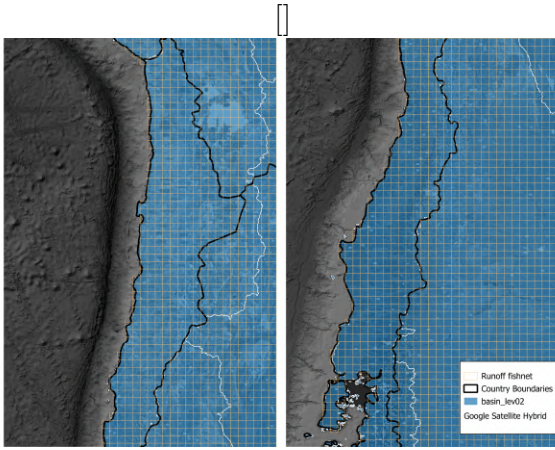 Runoff fishnet
Country Boundaries
basin_lev02
Google Satellite Hybrid